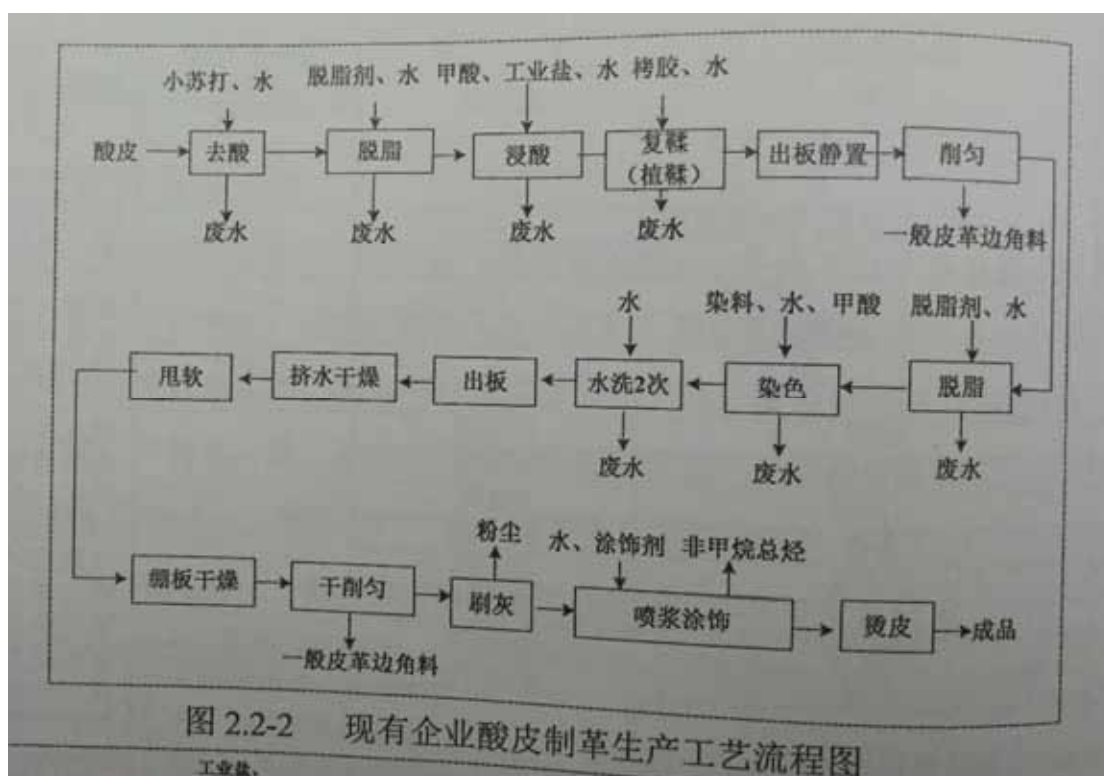 小苏打、水
脱脂剂、水
甲酸、工业盐、水
栲胶、水
酸皮
去酸
脱脂
浸酸
复鞣
(植鞣)
出板静置
削匀
废水
废水
废水
废水
一般皮革边角料
水
染料、水、甲酸
脱脂剂、水
甩软
挤水干燥
出板
水洗2次
染色
脱脂
废水
废水
废水
粉尘
水、涂饰剂
非甲烷总烃
绷板干燥
干削匀
刷灰
喷浆涂饰
烫皮
成品
一般皮革边角料
图 2.2-2 现有企业酸皮制革生产工艺流程图
工业盐、